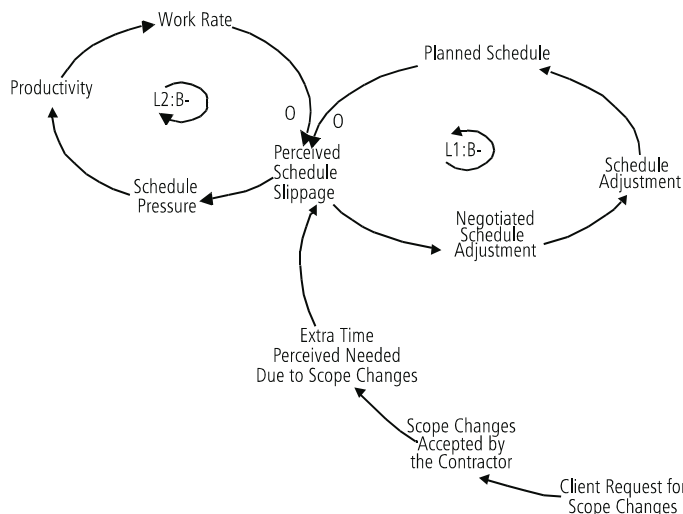 Work Rate
Planned Schedule
Productivity
L2:B-
O
O
L1:B-
Perceived
Schedule
Slippage
Schedule
Adjustment
Schedule
Pressure
Negotiated
Schedule
Adjustment
Extra Time
Perceived Needed
Due to Scope Changes
Scope Changes
Accepted by
the Contractor
Client Request for
Scope Changes